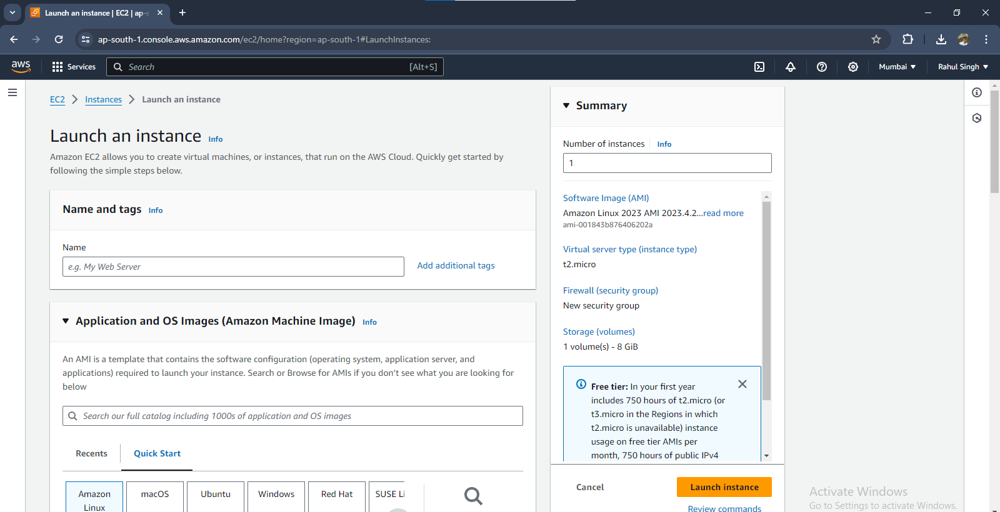 Launch an instance | EC2 | ap-s
ap-south-1.console.aws.amazon.com/ec2/home?region=ap-south-1#LaunchInstances:
aws
Services
Search
[Alt+S]
Mumbai
Rahul Singh
EC2
Instances
Launch an instance
Launch an instance
Info
Amazon EC2 allows you to create virtual machines, or instances, that run on the AWS Cloud. Quickly get started by
following the simple steps below.
Name and tags
Info
Name
e.g. My Web Server
Add additional tags
Application and OS Images (Amazon Machine Image)
Info
An AMI is a template that contains the software configuration (operating system, application server, and
applications) required to launch your instance. Search or Browse for AMIs if you don't see what you are looking for
below
Search our full catalog including 1000s of application and OS images
Recents
Quick Start
Amazon
Linux
macOS
Ubuntu
Windows
Red Hat
SUSE Li
Summary
Number of instances
Info
1
Software Image (AMI)
Amazon Linux 2023 AMI 2023.4.2...read more
ami-001843b876406202a
Virtual server type (instance type)
t2.micro
Firewall (security group)
New security group
Storage (volumes)
1 volume(s) - 8 GiB
Free tier: In your first year
includes 750 hours of t2.micro (or
t3.micro in the Regions in which
t2.micro is unavailable) instance
usage on free tier AMIs per
month, 750 hours of public IPv4
Cancel
Launch instance
Review commands
Activate Windows
Go to Settings to activate Windows.